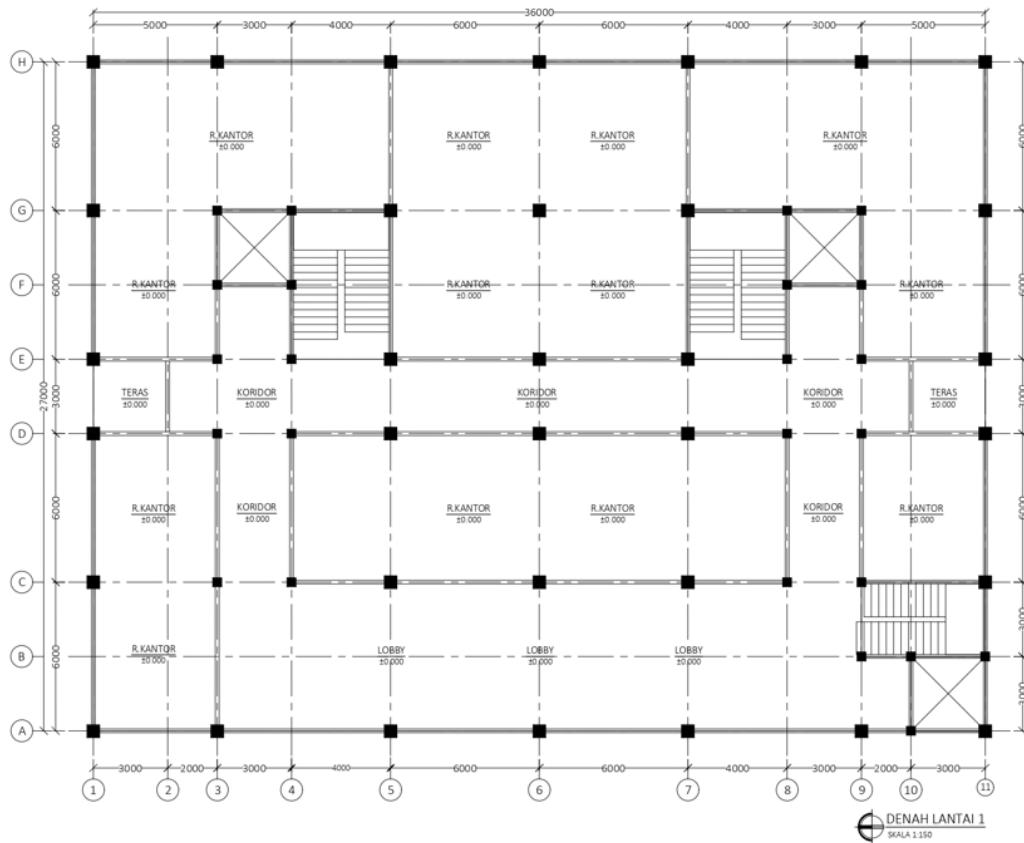 36000
5000 3000 4000 6000 6000 4000 3000 5000
H
6000 6000
R.KANTOR R.KANTOR R.KANTOR R.KANTOR
±0.000 ±0.000 ±0.000 ±0.000
G
F
6000 R.KANTOR R.KANTOR R.KANTOR R.KANTOR 6000
±0.000 ±0.000 ±0.000 ±0.000
E
27000 3000 TERAS KORIDOR KORIDOR KORIDOR TERAS 3000
±0.000 ±0.000 ±0.000 ±0.000 ±0.000
D
6000 R.KANTOR KORIDOR R.KANTOR R.KANTOR KORIDOR R.KANTOR 6000
±0.000 ±0.000 ±0.000 ±0.000 ±0.000 ±0.000
C
3000
6000 R.KANTOR LOBBY LOBBY LOBBY
±0.000 ±0.000 ±0.000 ±0.000
B
3000
A
3000 2000 3000 4000 6000 6000 4000 3000 2000 3000
1 2 3 4 5 6 7 8 9 10 11
DENAH LANTAI 1
SKALA 1:150